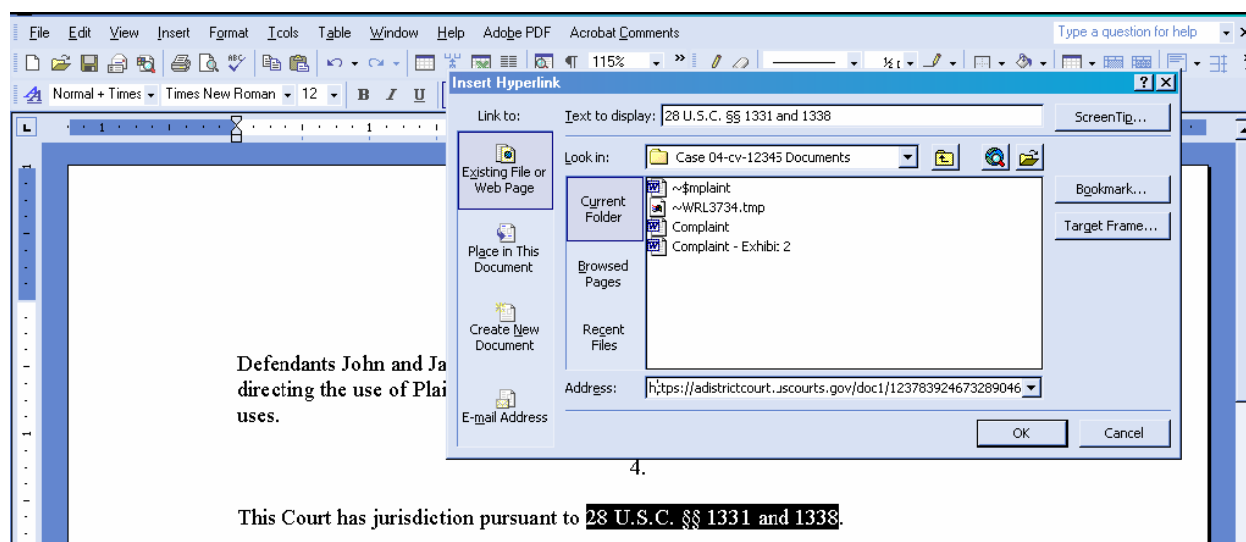 File Edit View Insert Format Tools Table Window Help Adobe PDF Acrobat Comments Type a question for help
115%
Normal + Times Times New Roman 12 B I U
Insert Hyperlink
Link to: Text to display: 28 U.S.C. §§ 1331 and 1338 ScreenTip...
Look in: Case 04-cv-12345 Documents
Existing File or
Web Page
Current
Folder
~$mplaint
~WRL3734.tmp
Complaint
Complaint - Exhibit 2
Bookmark...
Target Frame...
Place in This
Document
Browsed
Pages
Create New
Document
Recent
Files
Address: https://adistrictcourt.uscourts.gov/doc1/123783924673289046
E-mail Address
OK Cancel
Defendants John and Ja
directing the use of Plai
uses.
4.
This Court has jurisdiction pursuant to 28 U.S.C. §§ 1331 and 1338.